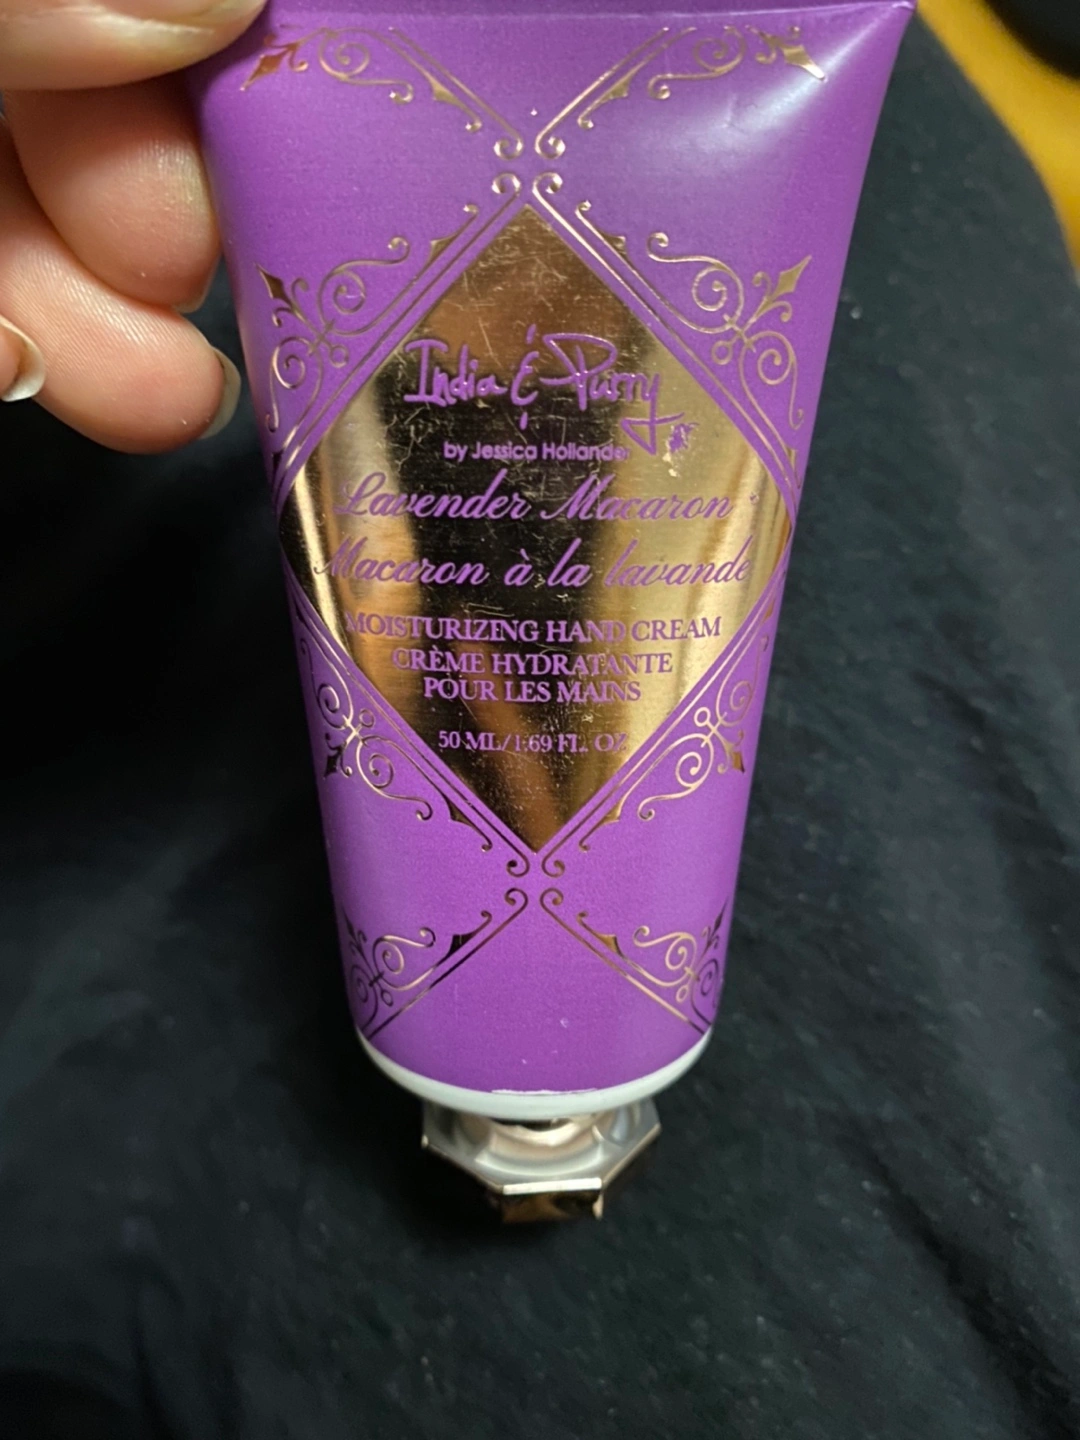 India & Purry
by Jessica Hollander
Lavender Macaron
Macaron à la lavande
MOISTURIZING HAND CREAM
CRÈME HYDRATANTE
POUR LES MAINS
50 ML/1.69 FL. OZ